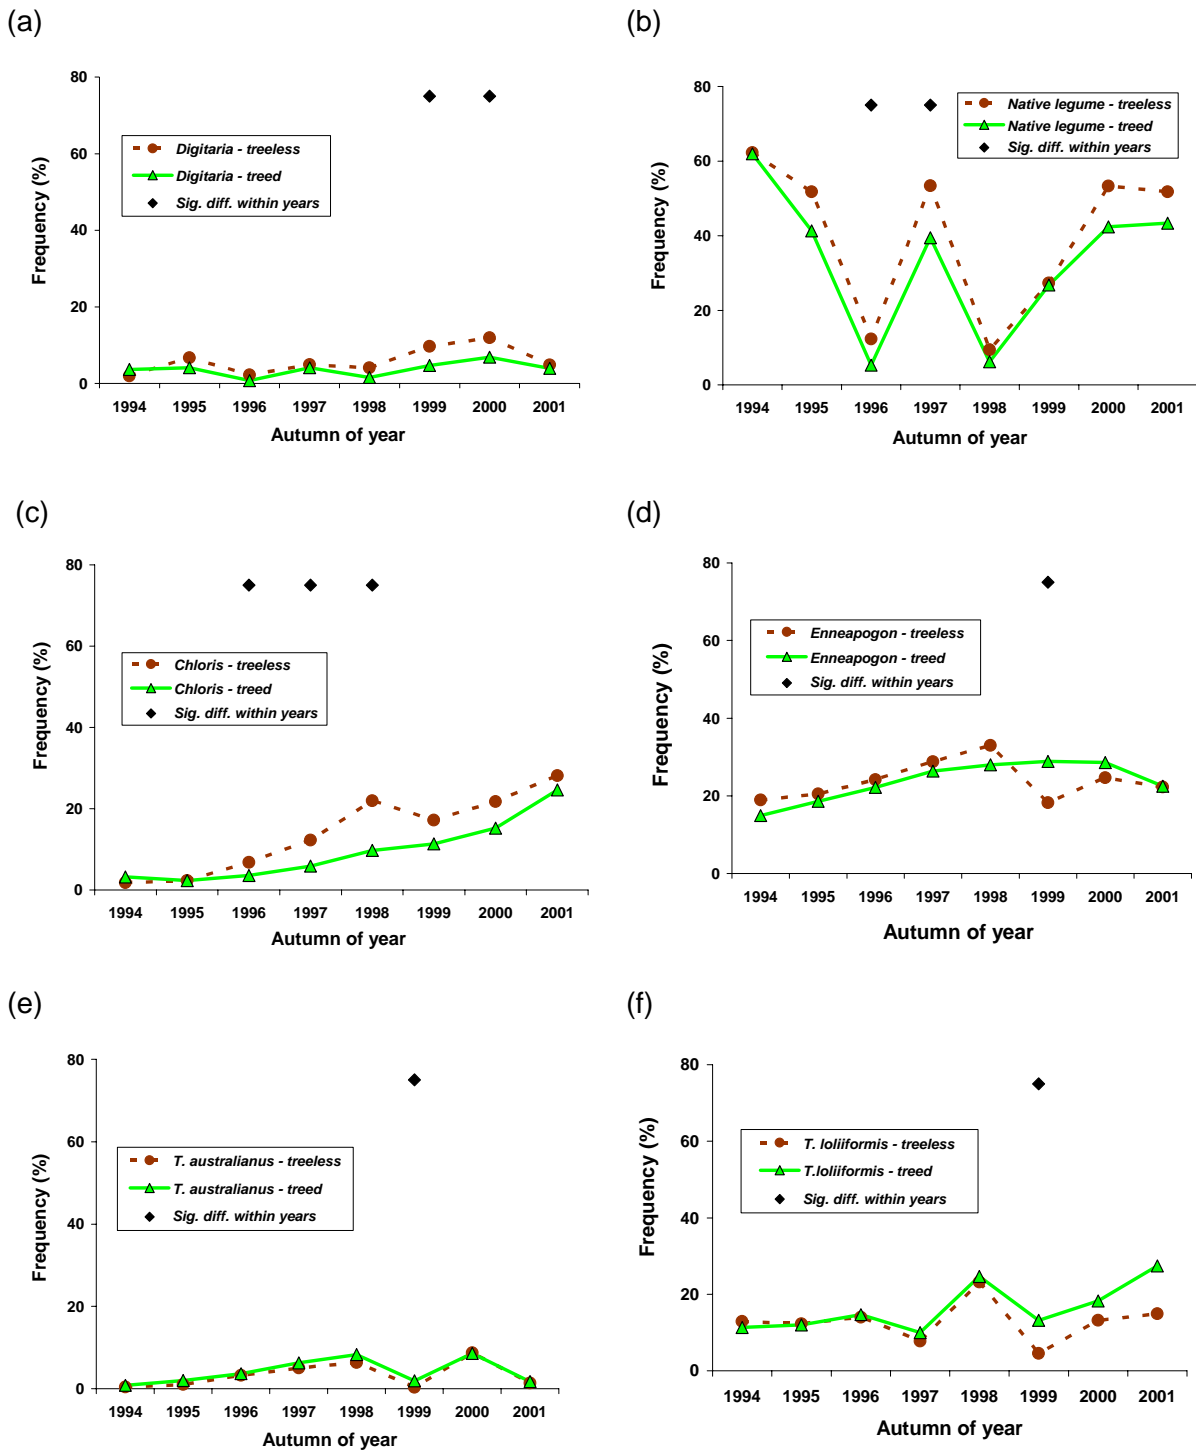 (a)
80
60
40
20
0
Frequency (%)
Digitaria - treeless
Digitaria - treed
Sig. diff. within years
1994 1995 1996 1997 1998 1999 2000 2001
Autumn of year
(b)
80
60
40
20
0
Frequency (%)
Native legume - treeless
Native legume - treed
Sig. diff. within years
1994 1995 1996 1997 1998 1999 2000 2001
Autumn of year
(c)
80
60
40
20
0
Frequency (%)
Chloris - treeless
Chloris - treed
Sig. diff. within years
1994 1995 1996 1997 1998 1999 2000 2001
Autumn of year
(d)
80
60
40
20
0
Frequency (%)
Enneapogon - treeless
Enneapogon - treed
Sig. diff. within years
1994 1995 1996 1997 1998 1999 2000 2001
Autumn of year
(e)
80
60
40
20
0
Frequency (%)
T. australianus - treeless
T. australianus - treed
Sig. diff. within years
1994 1995 1996 1997 1998 1999 2000 2001
Autumn of year
(f)
80
60
40
20
0
Frequency (%)
T. loliiformis - treeless
T.loliiformis - treed
Sig. diff. within years
1994 1995 1996 1997 1998 1999 2000 2001
Autumn of year